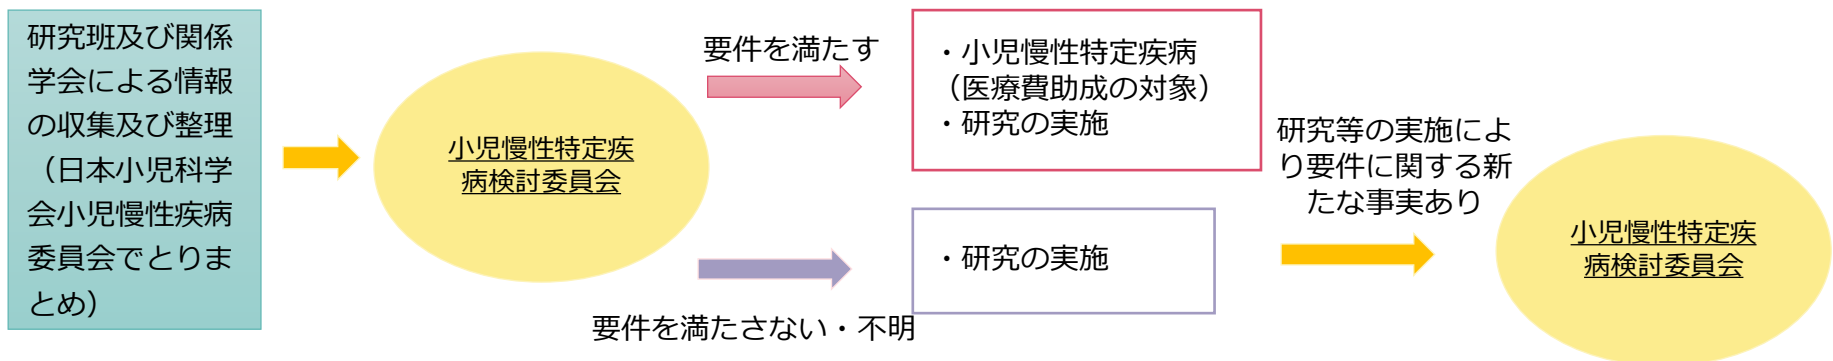 研究班及び関係
学会による情報
の収集及び整理
（日本小児科学
会小児慢性疾病
委員会でとりま
とめ）
小児慢性特定疾
病検討委員会
要件を満たす
・小児慢性特定疾病
（医療費助成の対象）
・研究の実施
要件を満たさない・不明
・研究の実施
研究等の実施によ
り要件に関する新
たな事実あり
小児慢性特定疾
病検討委員会